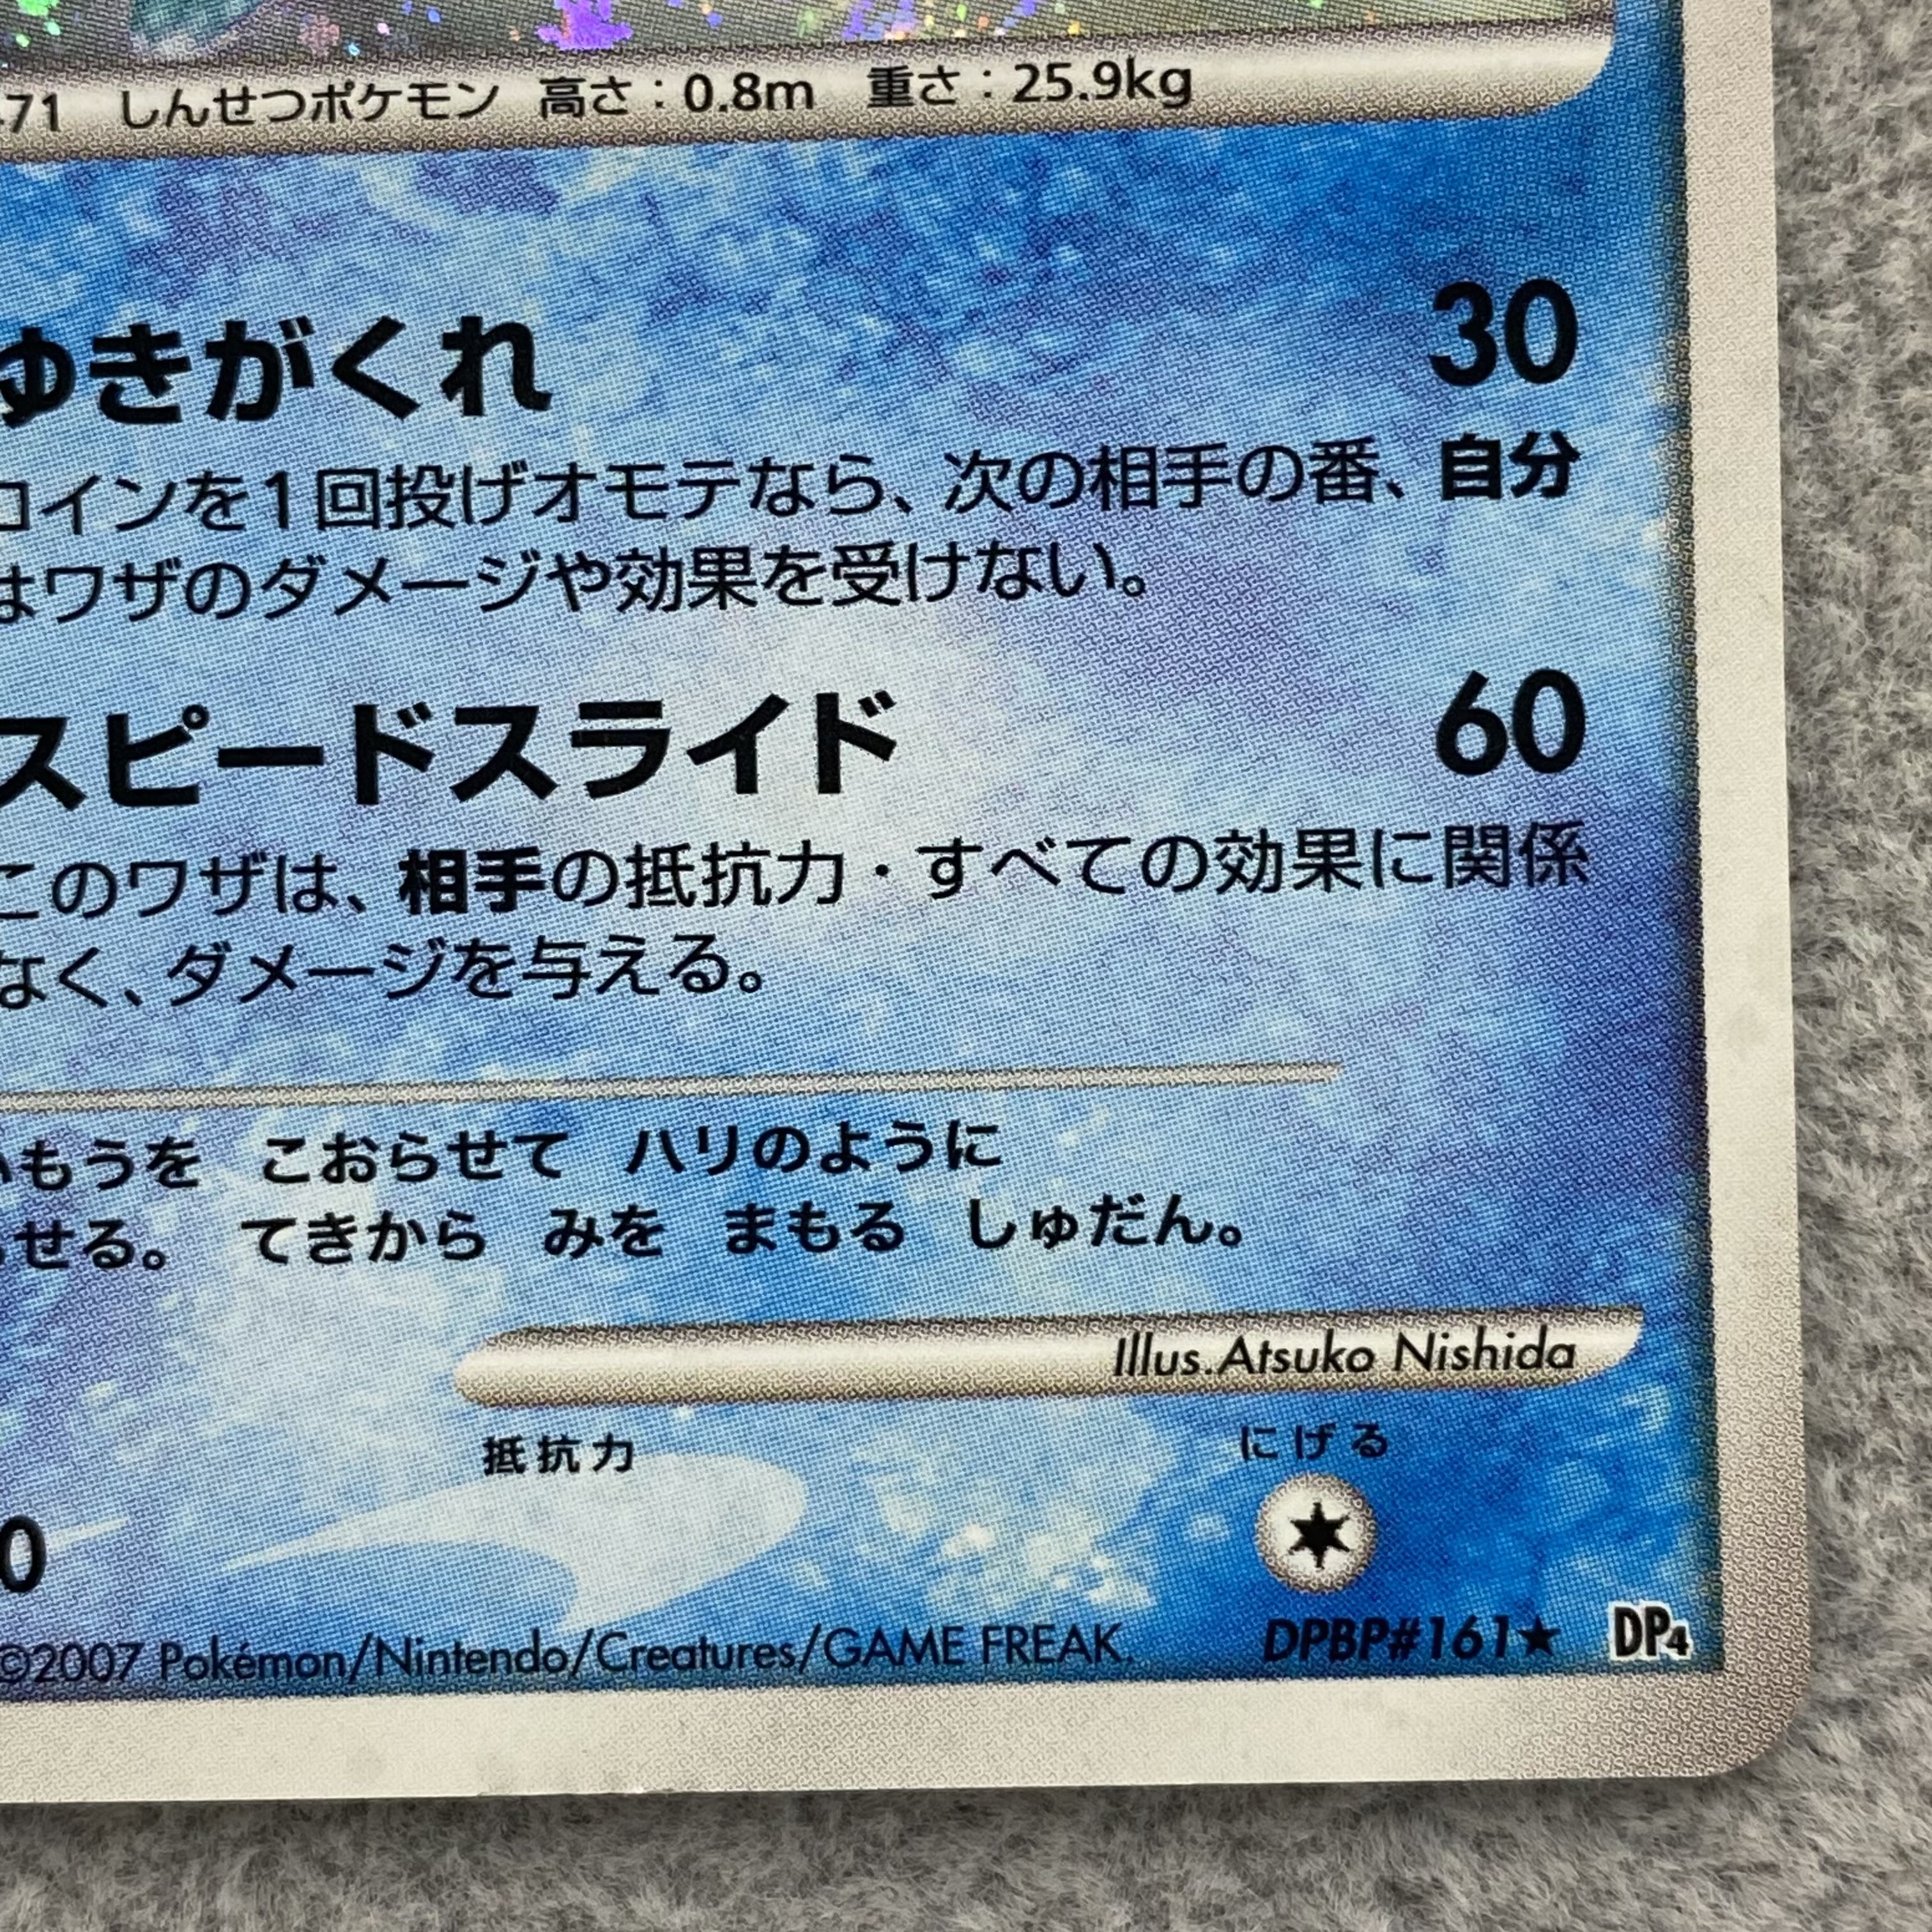 471 しんせつポケモン 高さ：0.8m 重さ：25.9kg
ゆきがくれ 30
コインを1回投げオモテなら、次の相手の番、自分
はワザのダメージや効果を受けない。
スピードスライド 60
このワザは、相手の抵抗力・すべての効果に関係
なく、ダメージを与える。
いもうを こおらせて ハリのように
せる。 てきから みを まもる しゅだん。
Illus.Atsuko Nishida
抵抗力 にげる
0
©2007 Pokémon/Nintendo/Creatures/GAME FREAK. DPBP#161★ DP4